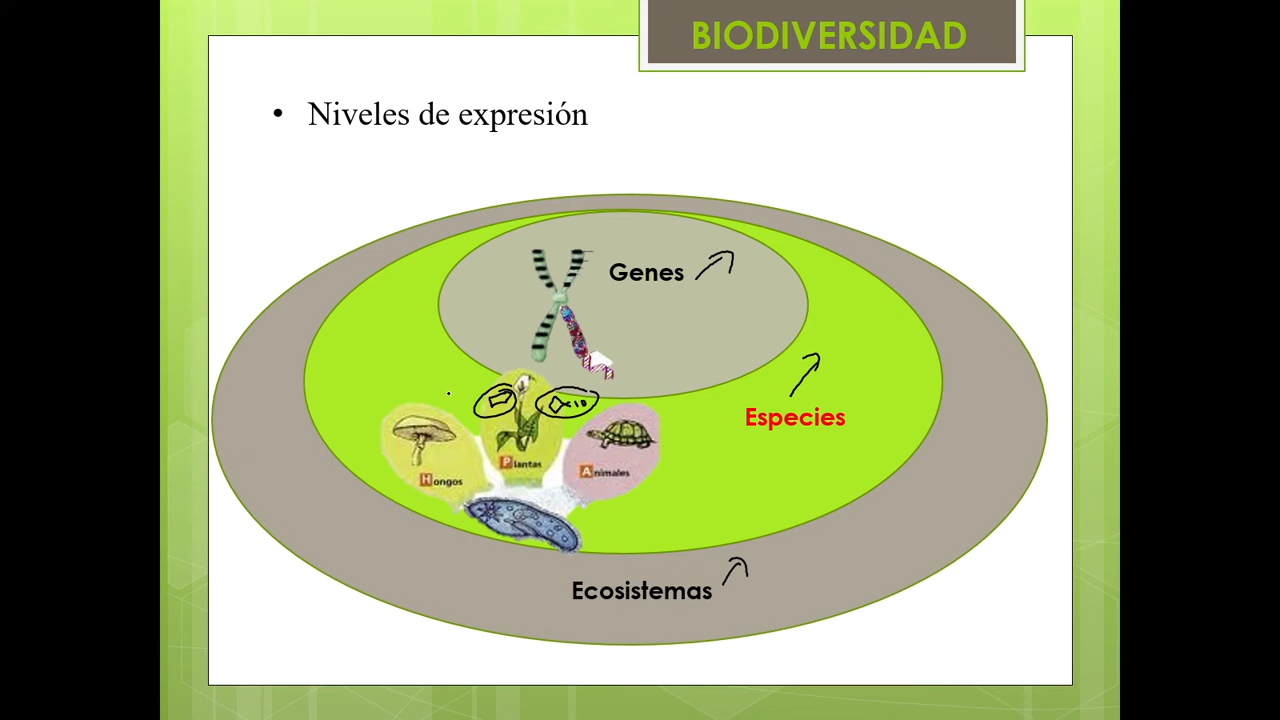 BIODIVERSIDAD
• Niveles de expresión
Genes
Especies
Plantas
Hongos
Animales
Ecosistemas